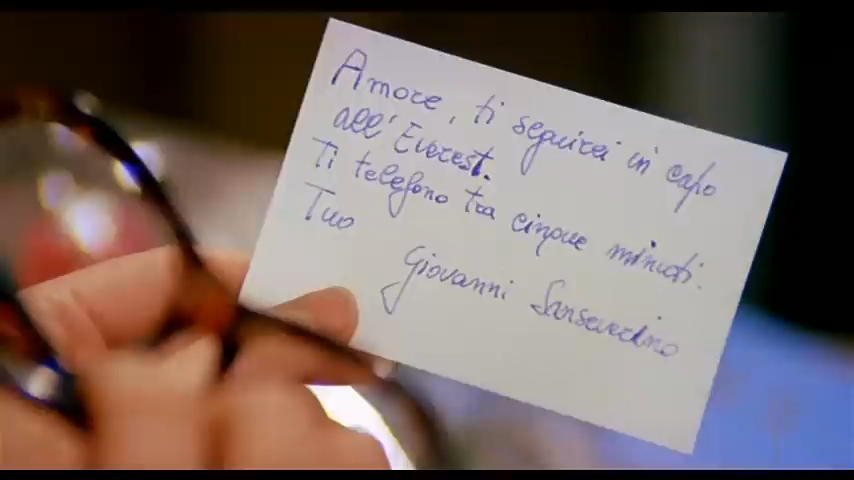 Amore, ti seguirei in capo
all'Everest.
Ti telefono tra cinque minuti.
Tuo
Giovanni Sanseverino